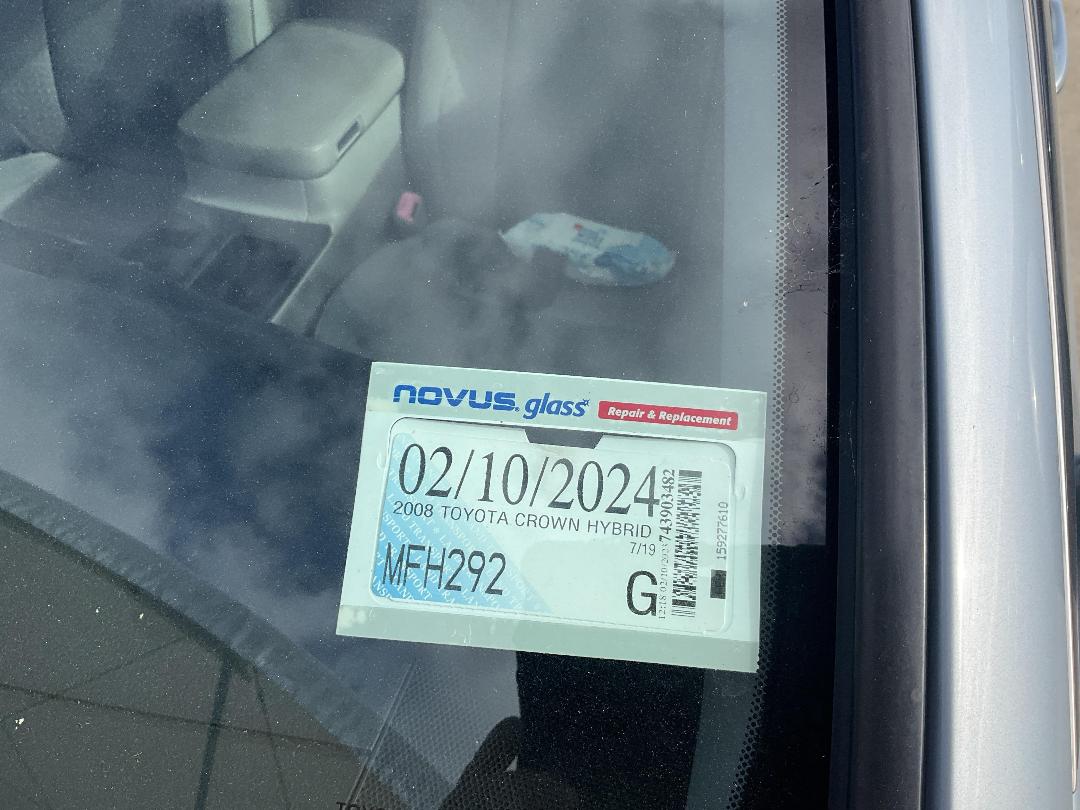 NOVUS® glass Repair & Replacement
02/10/2024
2008 TOYOTA CROWN HYBRID
7/19
MFH292
G
743903482
159277610